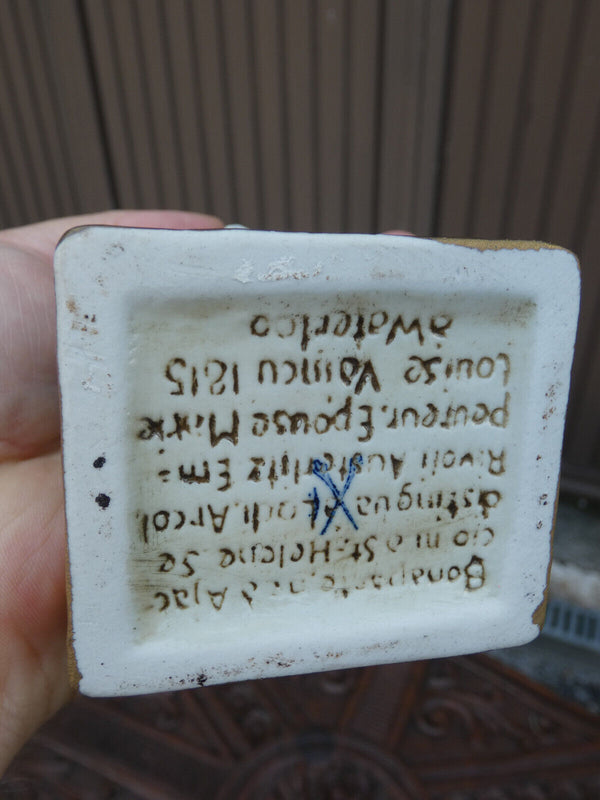 Bonaparte, né à Ajac-
cio m à St: Helene Se
distingua à Lodi. Arcol
Rivoli Austerlitz Em=
pereur. Epouse Marie
Louise Vaincu 1815
à Waterloo